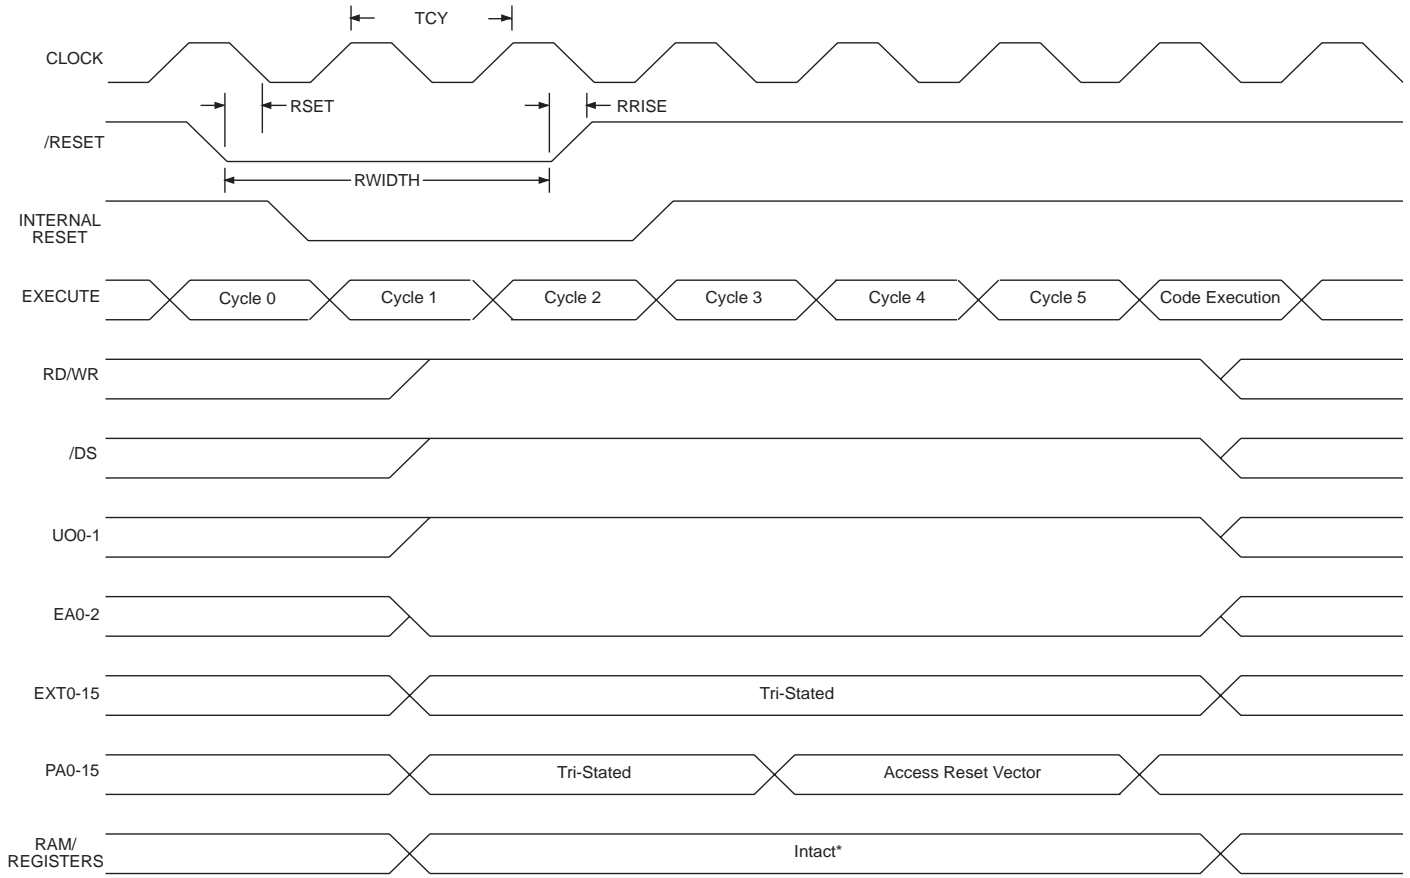 TCY
CLOCK
RSET
RRISE
/RESET
RWIDTH
INTERNAL
RESET
EXECUTE
Cycle 0
Cycle 1
Cycle 2
Cycle 3
Cycle 4
Cycle 5
Code Execution
RD/WR
/DS
UO0-1
EA0-2
EXT0-15
Tri-Stated
PA0-15
Tri-Stated
Access Reset Vector
RAM/
REGISTERS
Intact*